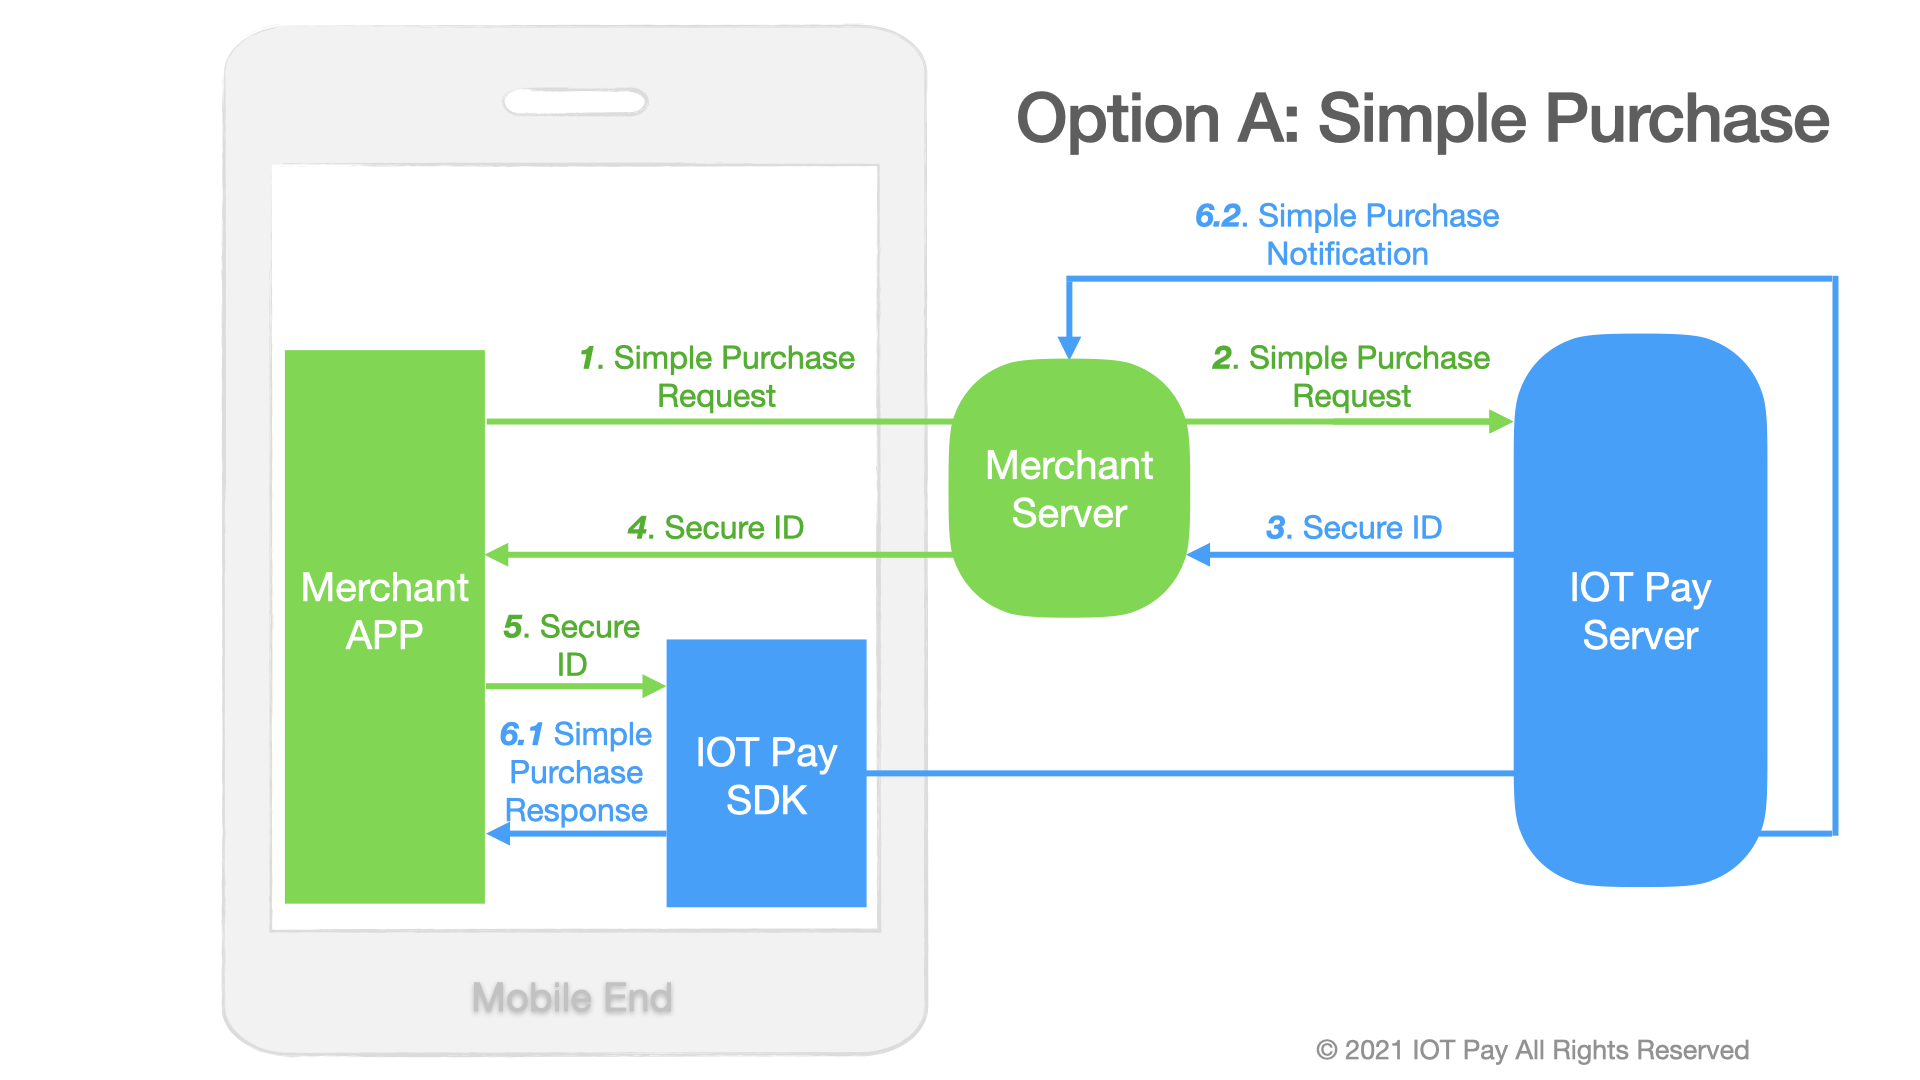 Option A: Simple Purchase
6.2. Simple Purchase
Notification
1. Simple Purchase
Request
2. Simple Purchase
Request
Merchant
Server
4. Secure ID
3. Secure ID
Merchant
APP
IOT Pay
Server
5. Secure
ID
6.1 Simple
Purchase
Response
IOT Pay
SDK
Mobile End
© 2021 IOT Pay All Rights Reserved